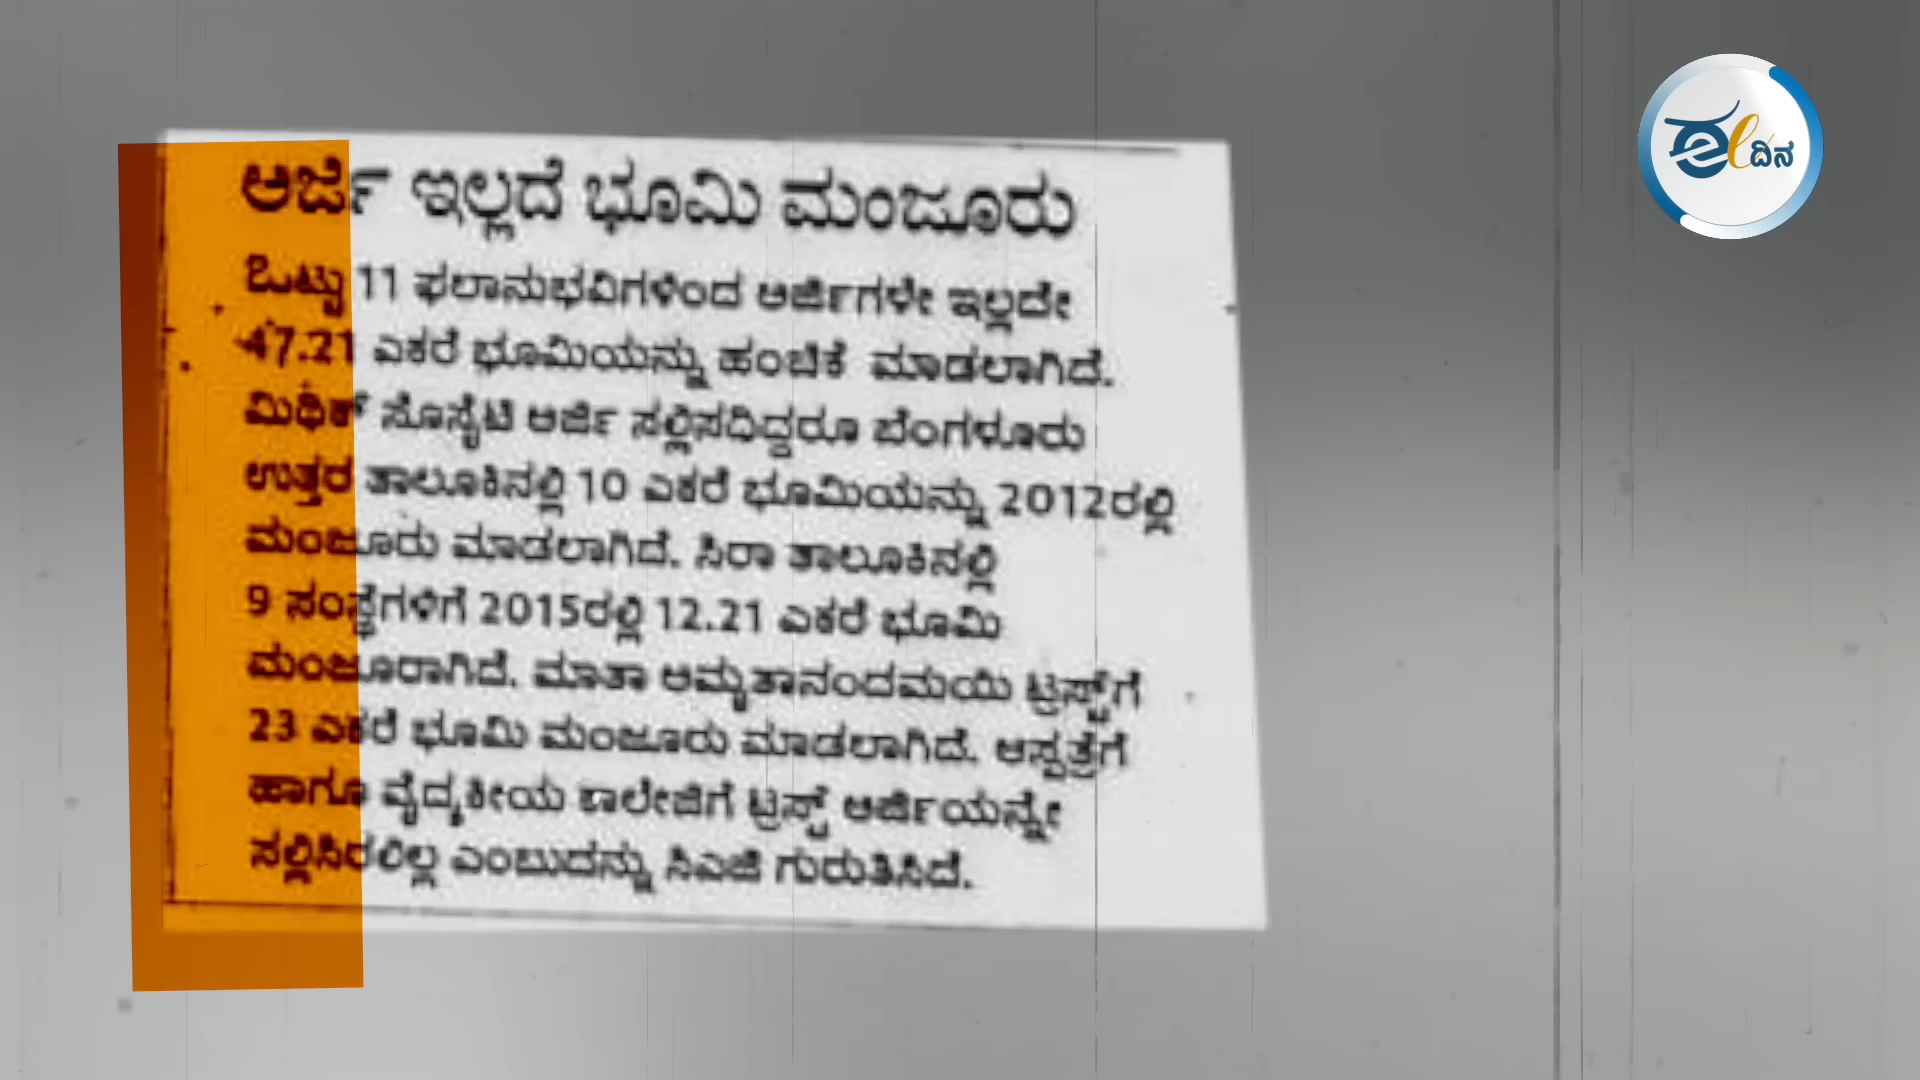 ಅರ್ಜಿ ಇಲ್ಲದೆ ಭೂಮಿ ಮಂಜೂರು
ಒಟ್ಟು 11 ಫಲಾನುಭವಿಗಳಿಂದ ಅರ್ಜಿಗಳೇ ಇಲ್ಲದೇ
47.21 ಎಕರೆ ಭೂಮಿಯನ್ನು ಹಂಚಿಕೆ ಮಾಡಲಾಗಿದೆ.
ಮಿಥಿಕ್ ಸೊಸೈಟಿ ಅರ್ಜಿ ಸಲ್ಲಿಸದಿದ್ದರೂ ಬೆಂಗಳೂರು
ಉತ್ತರ ತಾಲೂಕಿನಲ್ಲಿ 10 ಎಕರೆ ಭೂಮಿಯನ್ನು 2012ರಲ್ಲಿ
ಮಂಜೂರು ಮಾಡಲಾಗಿದೆ. ಸಿರಾ ತಾಲೂಕಿನಲ್ಲಿ
9 ಸಂಸ್ಥೆಗಳಿಗೆ 2015ರಲ್ಲಿ 12.21 ಎಕರೆ ಭೂಮಿ
ಮಂಜೂರಾಗಿದೆ. ಮಾತಾ ಅಮೃತಾನಂದಮಯಿ ಟ್ರಸ್ಟ್‌ಗೆ
23 ಎಕರೆ ಭೂಮಿ ಮಂಜೂರು ಮಾಡಲಾಗಿದೆ. ಆಸ್ಪತ್ರೆಗೆ
ಹಾಗೂ ವೈದ್ಯಕೀಯ ಕಾಲೇಜಿಗೆ ಟ್ರಸ್ಟ್ ಅರ್ಜಿಯನ್ನೇ
ಸಲ್ಲಿಸಿರಲಿಲ್ಲ ಎಂಬುದನ್ನು ಸಿಎಜಿ ಗುರುತಿಸಿದೆ.
ಈ ದಿನ